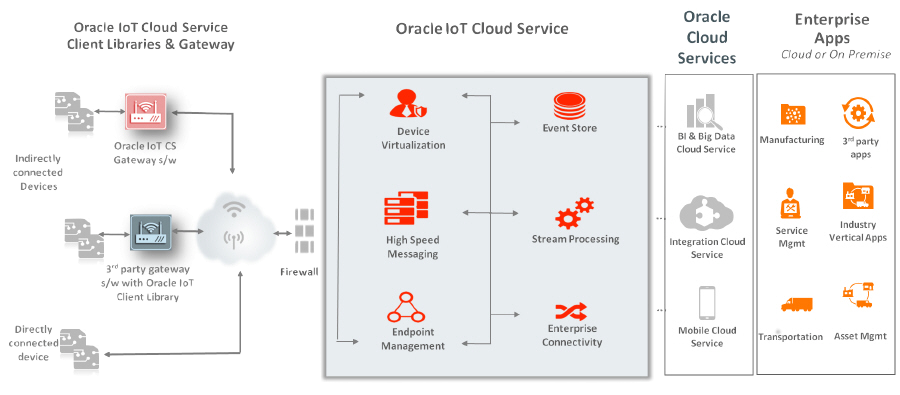 Oracle IoT Cloud Service
Client Libraries & Gateway
Oracle IoT Cloud Service
Oracle
Cloud
Services
Enterprise
Apps
Cloud or On Premise
Oracle IoT CS
Gateway s/w
Indirectly
connected
Devices
3rd party gateway
s/w with Oracle IoT
Client Library
Directly
connected
device
Firewall
Device
Virtualization
Event Store
High Speed
Messaging
Stream Processing
Endpoint
Management
Enterprise
Connectivity
BI & Big Data
Cloud Service
Integration Cloud
Service
Mobile Cloud
Service
Manufacturing
3rd party
apps
Service
Mgmt
Industry
Vertical Apps
Transportation
Asset Mgmt